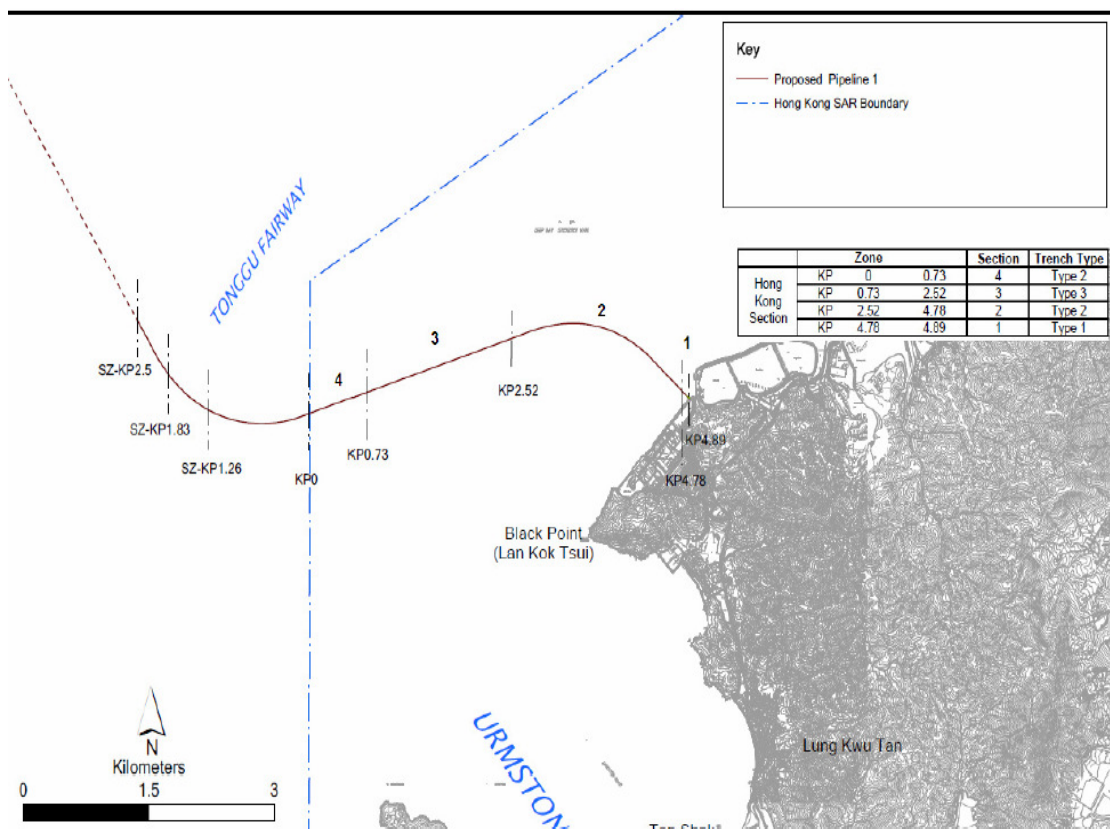 Key
Proposed Pipeline 1
Hong Kong SAR Boundary
TONGGU FAIRWAY
Zone Section Trench Type
Hong Kong Section
KP 0 0.73 4 Type 2
KP 0.73 2.52 3 Type 3
KP 2.52 4.78 2 Type 2
KP 4.78 4.89 1 Type 1
2
1
3
4
SZ-KP2.5
KP2.52
SZ-KP1.83
KP4.89
KP0.73
SZ-KP1.26
KP0
KP4.78
Black Point
(Lan Kok Tsui)
URMSTON
N
Lung Kwu Tan
Kilometers
0 1.5 3